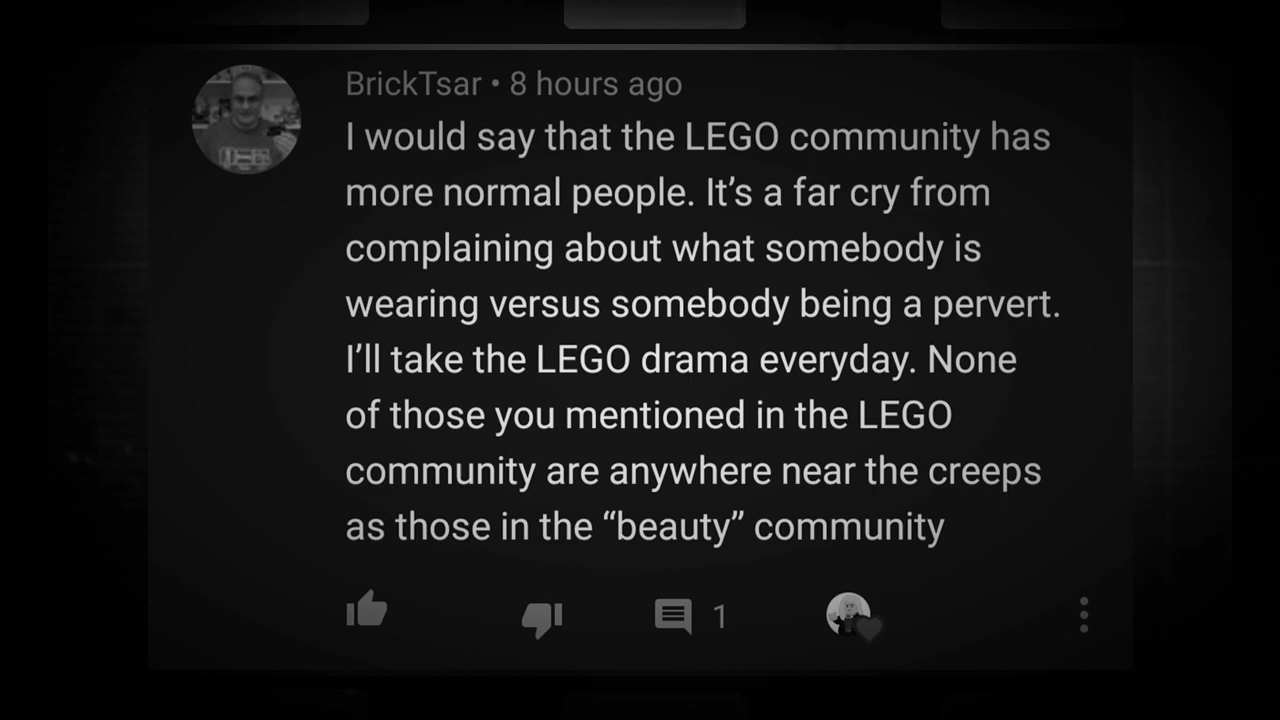 BrickTsar • 8 hours ago
I would say that the LEGO community has
more normal people. It’s a far cry from
complaining about what somebody is
wearing versus somebody being a pervert.
I’ll take the LEGO drama everyday. None
of those you mentioned in the LEGO
community are anywhere near the creeps
as those in the “beauty” community
1